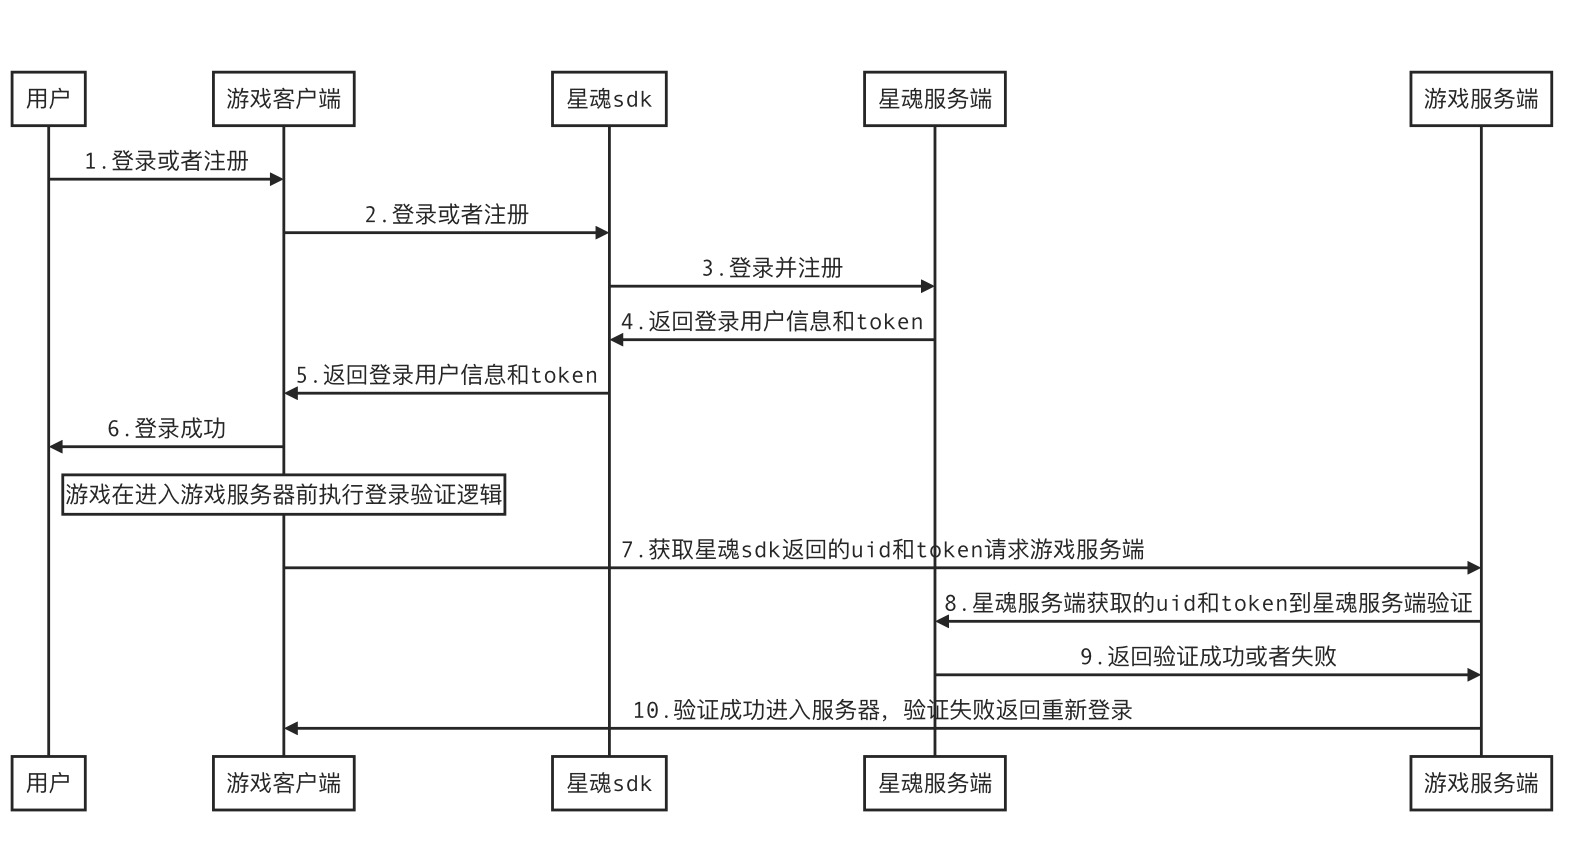 用户
游戏客户端
星魂sdk
星魂服务端
游戏服务端
1.登录或者注册
2.登录或者注册
3.登录并注册
4.返回登录用户信息和token
5.返回登录用户信息和token
6.登录成功
游戏在进入游戏服务器前执行登录验证逻辑
7.获取星魂sdk返回的uid和token请求游戏服务端
8.星魂服务端获取的uid和token到星魂服务端验证
9.返回验证成功或者失败
10.验证成功进入服务器，验证失败返回重新登录
用户
游戏客户端
星魂sdk
星魂服务端
游戏服务端